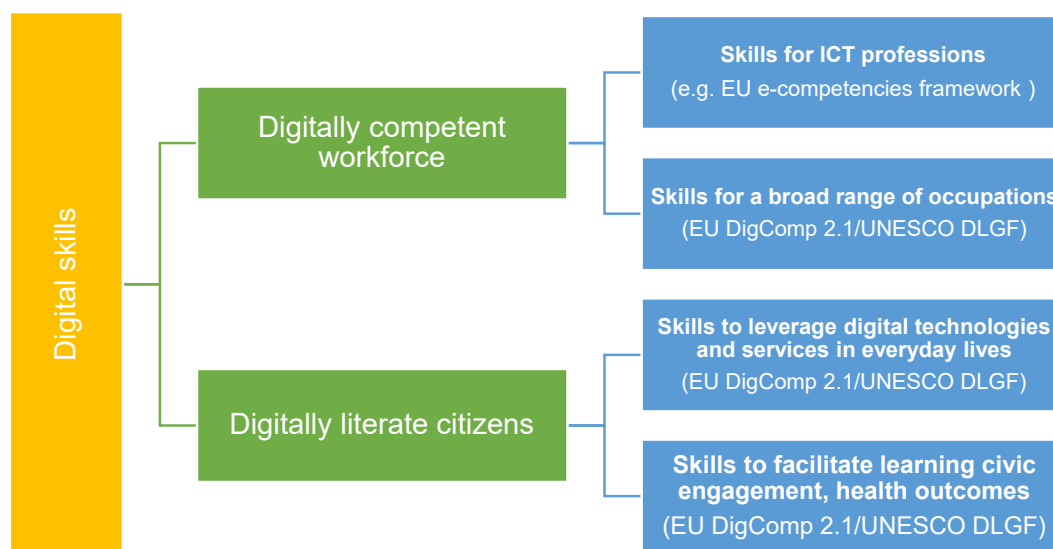 Digital skills
Digitally competent
workforce
Skills for ICT professions
(e.g. EU e-competencies framework )
Skills for a broad range of occupations
(EU DigComp 2.1/UNESCO DLGF)
Digitally literate citizens
Skills to leverage digital technologies
and services in everyday lives
(EU DigComp 2.1/UNESCO DLGF)
Skills to facilitate learning civic
engagement, health outcomes
(EU DigComp 2.1/UNESCO DLGF)